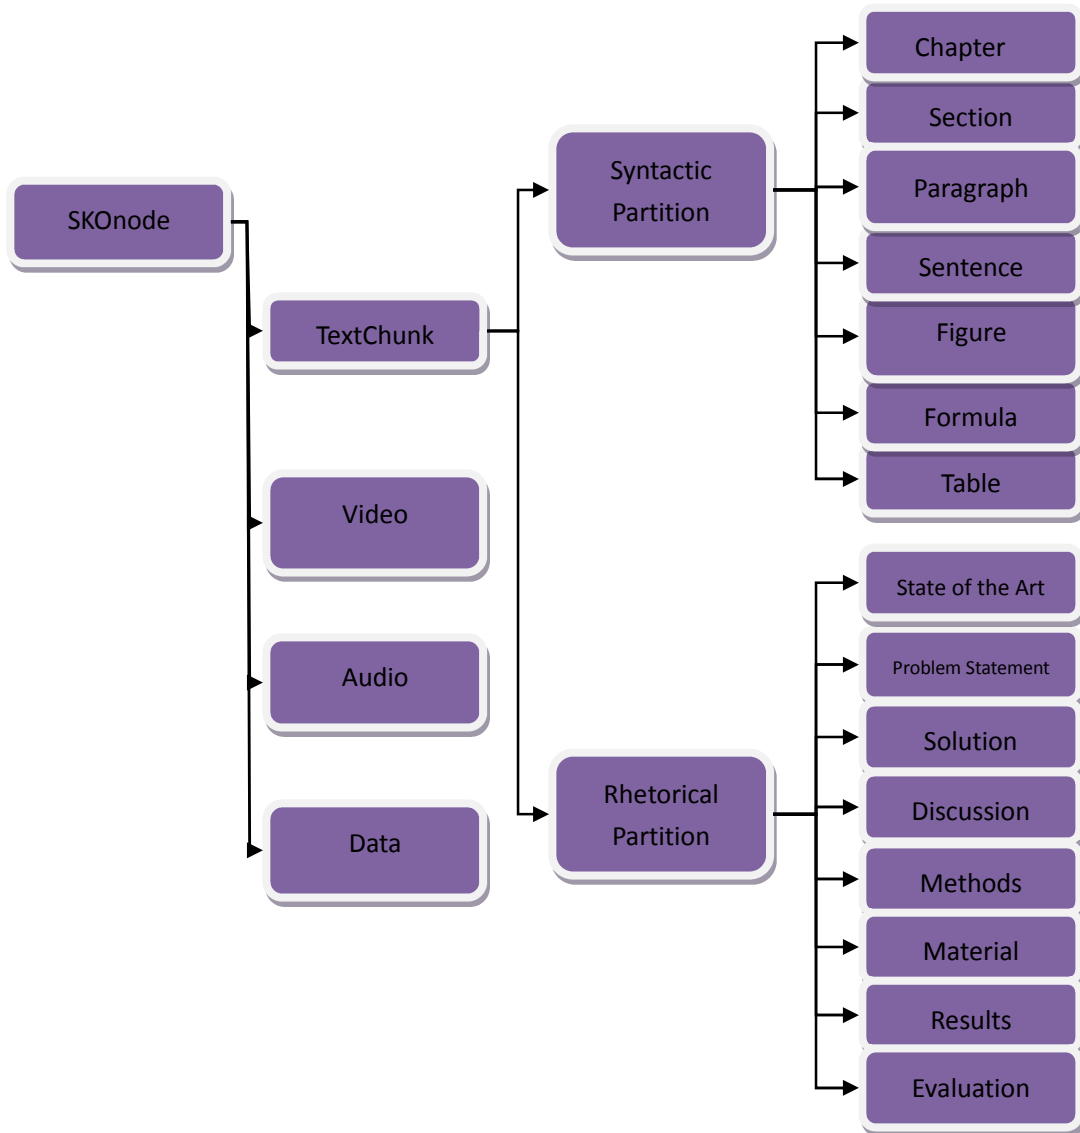 SKOnode
TextChunk
Video
Audio
Data
Syntactic
Partition
Rhetorical
Partition
Chapter
Section
Paragraph
Sentence
Figure
Formula
Table
State of the Art
Problem Statement
Solution
Discussion
Methods
Material
Results
Evaluation